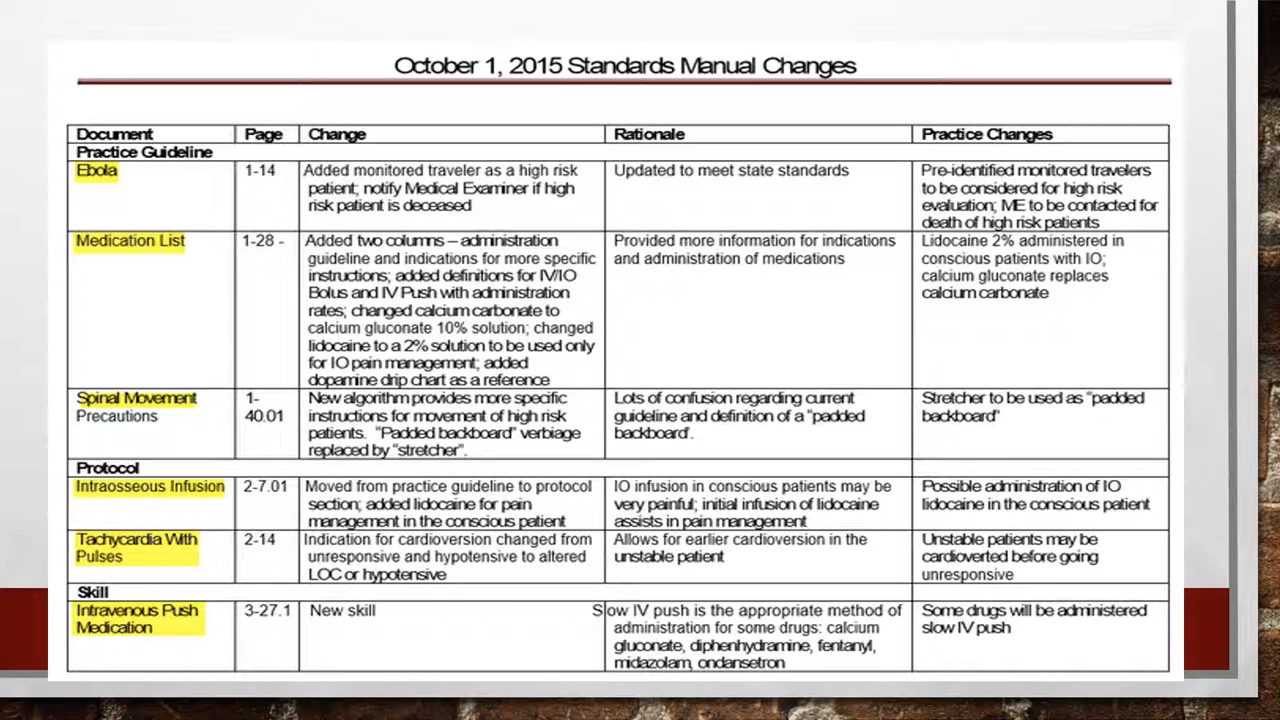 October 1, 2015 Standards Manual Changes
Document Page Change Rationale Practice Changes
Practice Guideline
Ebola
1-14
Added monitored traveler as a high risk
patient; notify Medical Examiner if high
risk patient is deceased
Updated to meet state standards
Pre-identified monitored travelers
to be considered for high risk
evaluation; ME to be contacted for
death of high risk patients
Medication List
1-28 -
Added two columns – administration
guideline and indications for more specific
instructions; added definitions for IV/IO
Bolus and IV Push with administration
rates; changed calcium carbonate to
calcium gluconate 10% solution; changed
lidocaine to a 2% solution to be used only
for IO pain management; added
dopamine drip chart as a reference
Provided more information for indications
and administration of medications
Lidocaine 2% administered in
conscious patients with IO;
calcium gluconate replaces
calcium carbonate
Spinal Movement
Precautions
1-
40.01
New algorithm provides more specific
instructions for movement of high risk
patients. "Padded backboard" verbiage
replaced by "stretcher".
Lots of confusion regarding current
guideline and definition of a "padded
backboard'.
Stretcher to be used as "padded
backboard"
Protocol
Intraosseous Infusion
2-7.01
Moved from practice guideline to protocol
section; added lidocaine for pain
management in the conscious patient
IO infusion in conscious patients may be
very painful; initial infusion of lidocaine
assists in pain management
Possible administration of IO
lidocaine in the conscious patient
Tachycardia With
Pulses
2-14
Indication for cardioversion changed from
unresponsive and hypotensive to altered
LOC or hypotensive
Allows for earlier cardioversion in the
unstable patient
Unstable patients may be
cardioverted before going
unresponsive
Skill
Intravenous Push
Medication
3-27.1
New skill
Slow IV push is the appropriate method of
administration for some drugs: calcium
gluconate, diphenhydramine, fentanyl,
midazolam, ondansetron
Some drugs will be administered
slow IV push